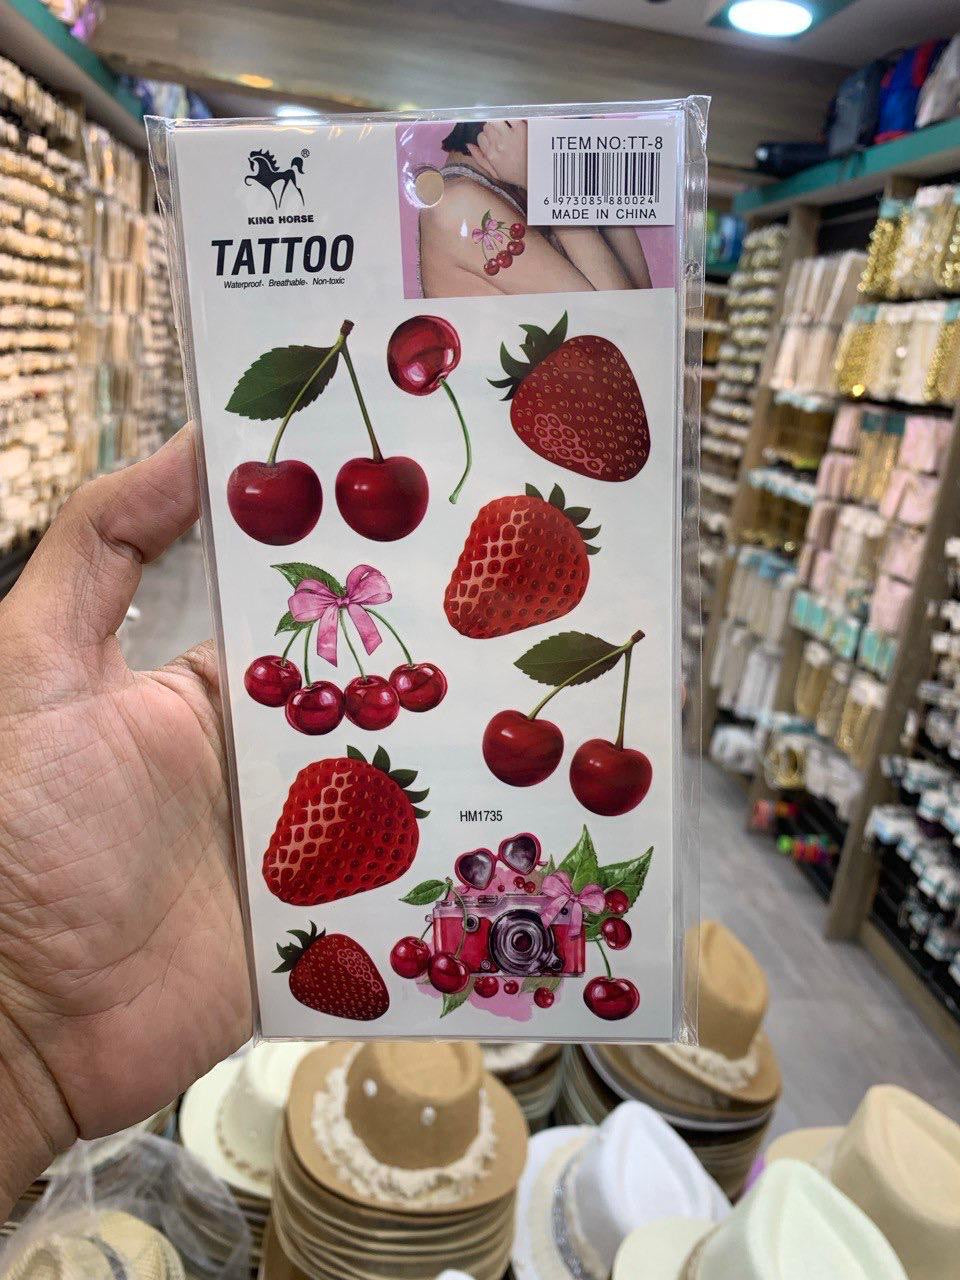 ®
KING HORSE
TATTOO
Waterproof· Breathable· Non-toxic
ITEM NO:TT-8
6 973085 880024
MADE IN CHINA
HM1735